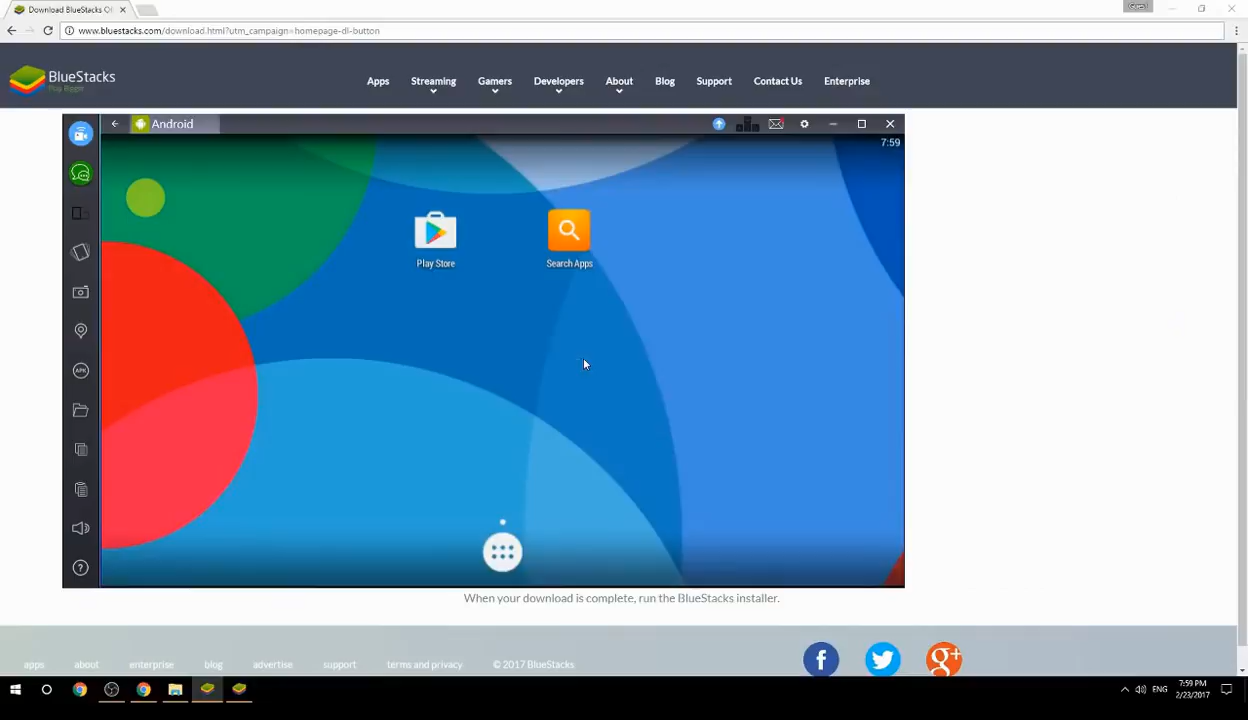 Download BlueStacks Of
www.bluestacks.com/download.html?utm_campaign=homepage-dl-button
BlueStacks
Play Bigger
Apps
Streaming
Gamers
Developers
About
Blog
Support
Contact Us
Enterprise
Android
7:59
Play Store
Search Apps
APK
When your download is complete, run the BlueStacks installer.
apps
about
enterprise
blog
advertise
support
terms and privacy
© 2017 BlueStacks
ENG
7:59 PM
2/23/2017